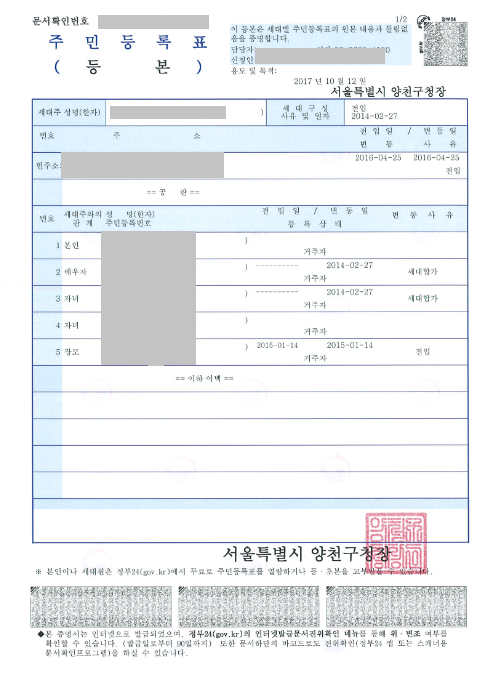 문서확인번호
1/2
정부24
주 민 등 록 표
( 등 본 )
이 등본은 세대별 주민등록표의 원본 내용과 틀림없
음을 증명합니다.
담당자:
신청인:
용도 및 목적:
2017 년 10 월 12 일
서울특별시 양천구청장
세대주 성명(한자) ) 세 대 구 성 사유 및 일자 전입 2014-02-27
번호 주 소 전 입 일 / 변 동 일
변 동 사 유
현주소: 2016-04-25 2016-04-25
전입
== 공 란 ==
번호 세대주와의 관 계 성 명(한자) 주민등록번호 전 입 일 / 변 동 일 등 록 상 태 변 동 사 유
1 본인 )
거주자
2 배우자 ) ---------- 2014-02-27
거주자 세대합가
3 자녀 ) ---------- 2014-02-27
거주자 세대합가
4 자녀 )
거주자
5 장모 ) 2015-01-14 2015-01-14
거주자 전입
== 이하 여백 ==
서울특별시 양천구청장
※ 본인이나 세대원은 정부24(gov.kr)에서 무료로 주민등록표를 열람하거나 등·초본을 교부받을 수 있습니다.
◆본 증명서는 인터넷으로 발급되었으며, 정부24(gov.kr)의 인터넷발급문서진위확인 메뉴를 통해 위·변조 여부를
확인할 수 있습니다. (발급일로부터 90일까지) 또한 문서하단의 바코드로도 진위확인(정부24 앱 또는 스캐너용
문서확인프로그램)을 하실 수 있습니다.